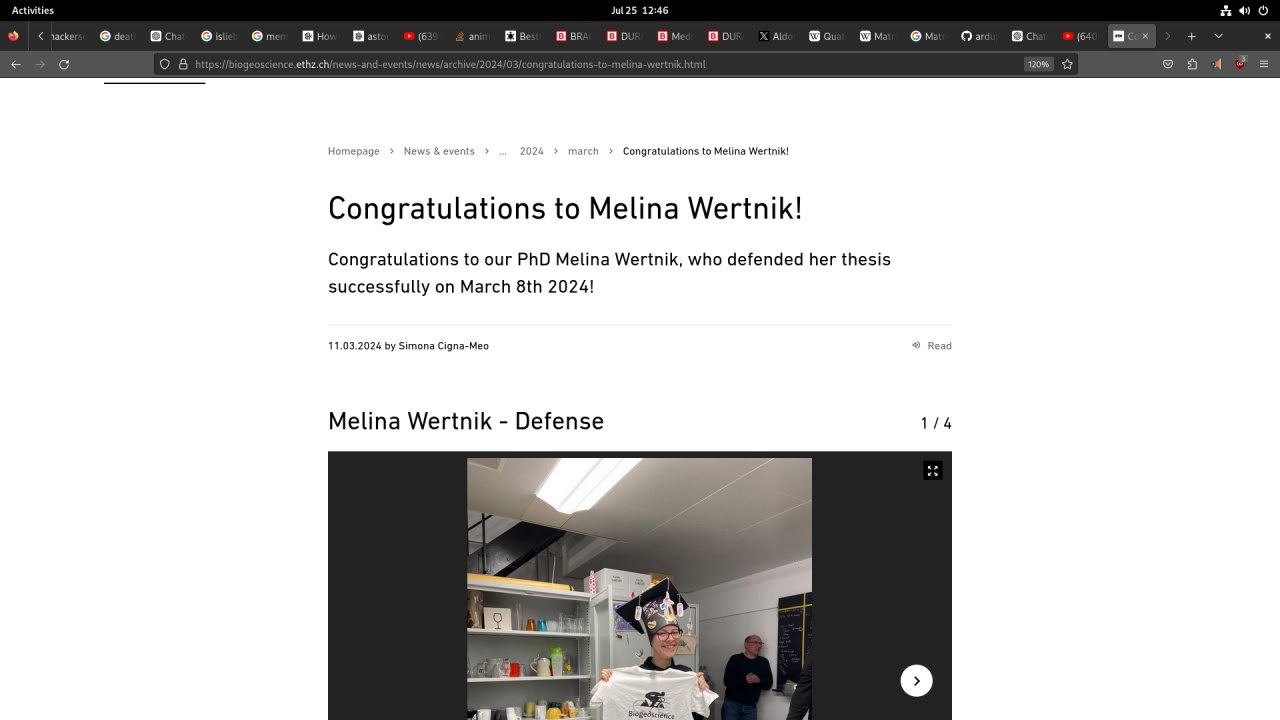 Activities
Jul 25 12:46
hackers
deat
Chat
islieb
mem
How
astou
(639
anim
Best
BRA
DUR
Med
DUR
Aldo
Quat
Matr
Matr
ardu
Chat
(640
Co
https://biogeoscience.ethz.ch/news-and-events/news/archive/2024/03/congratulations-to-melina-wertnik.html
120%
Homepage > News & events > ... 2024 > march > Congratulations to Melina Wertnik!
Congratulations to Melina Wertnik!
Congratulations to our PhD Melina Wertnik, who defended her thesis
successfully on March 8th 2024!
11.03.2024 by Simona Cigna-Meo
Read
Melina Wertnik - Defense
1 / 4
Biogeoscience